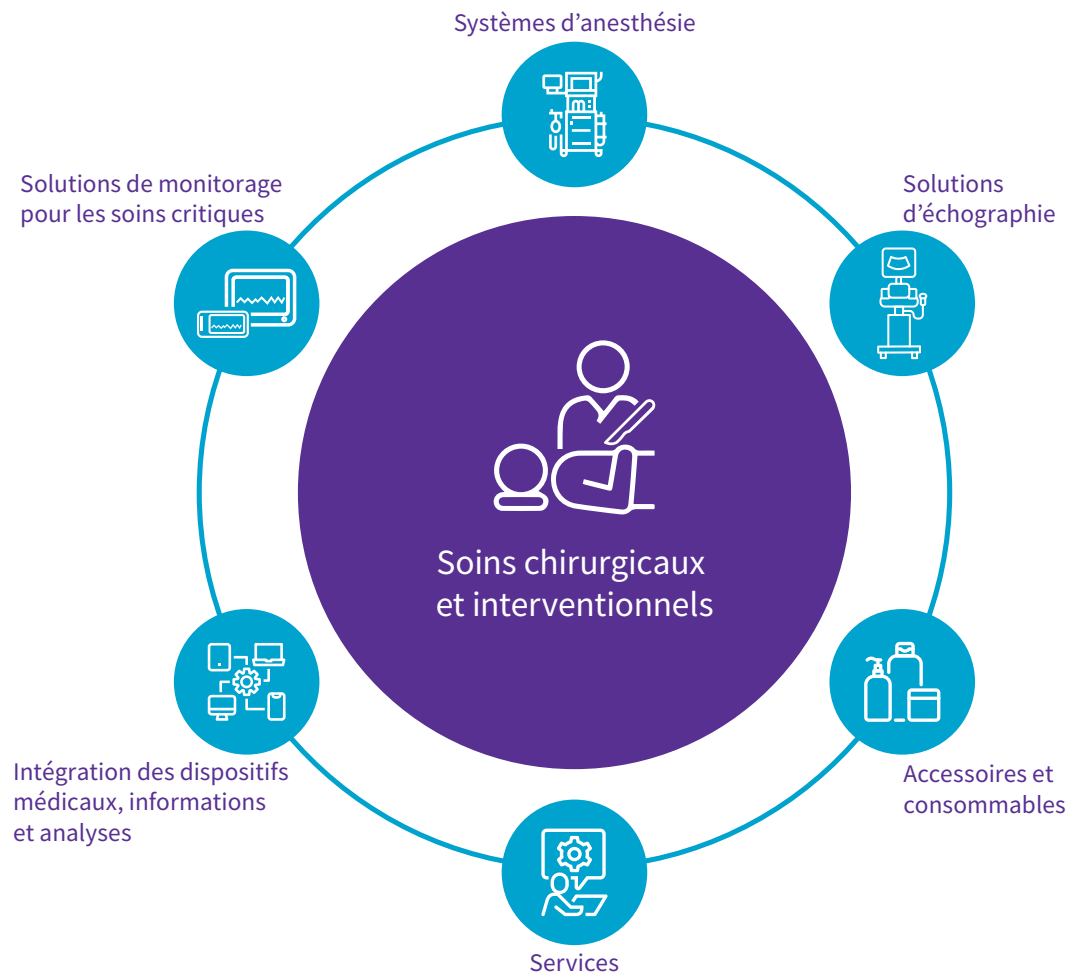 Systèmes d’anesthésie
Solutions de monitorage
pour les soins critiques
Solutions
d’échographie
Soins chirurgicaux
et interventionnels
Intégration des dispositifs
médicaux, informations
et analyses
Accessoires et
consommables
Services